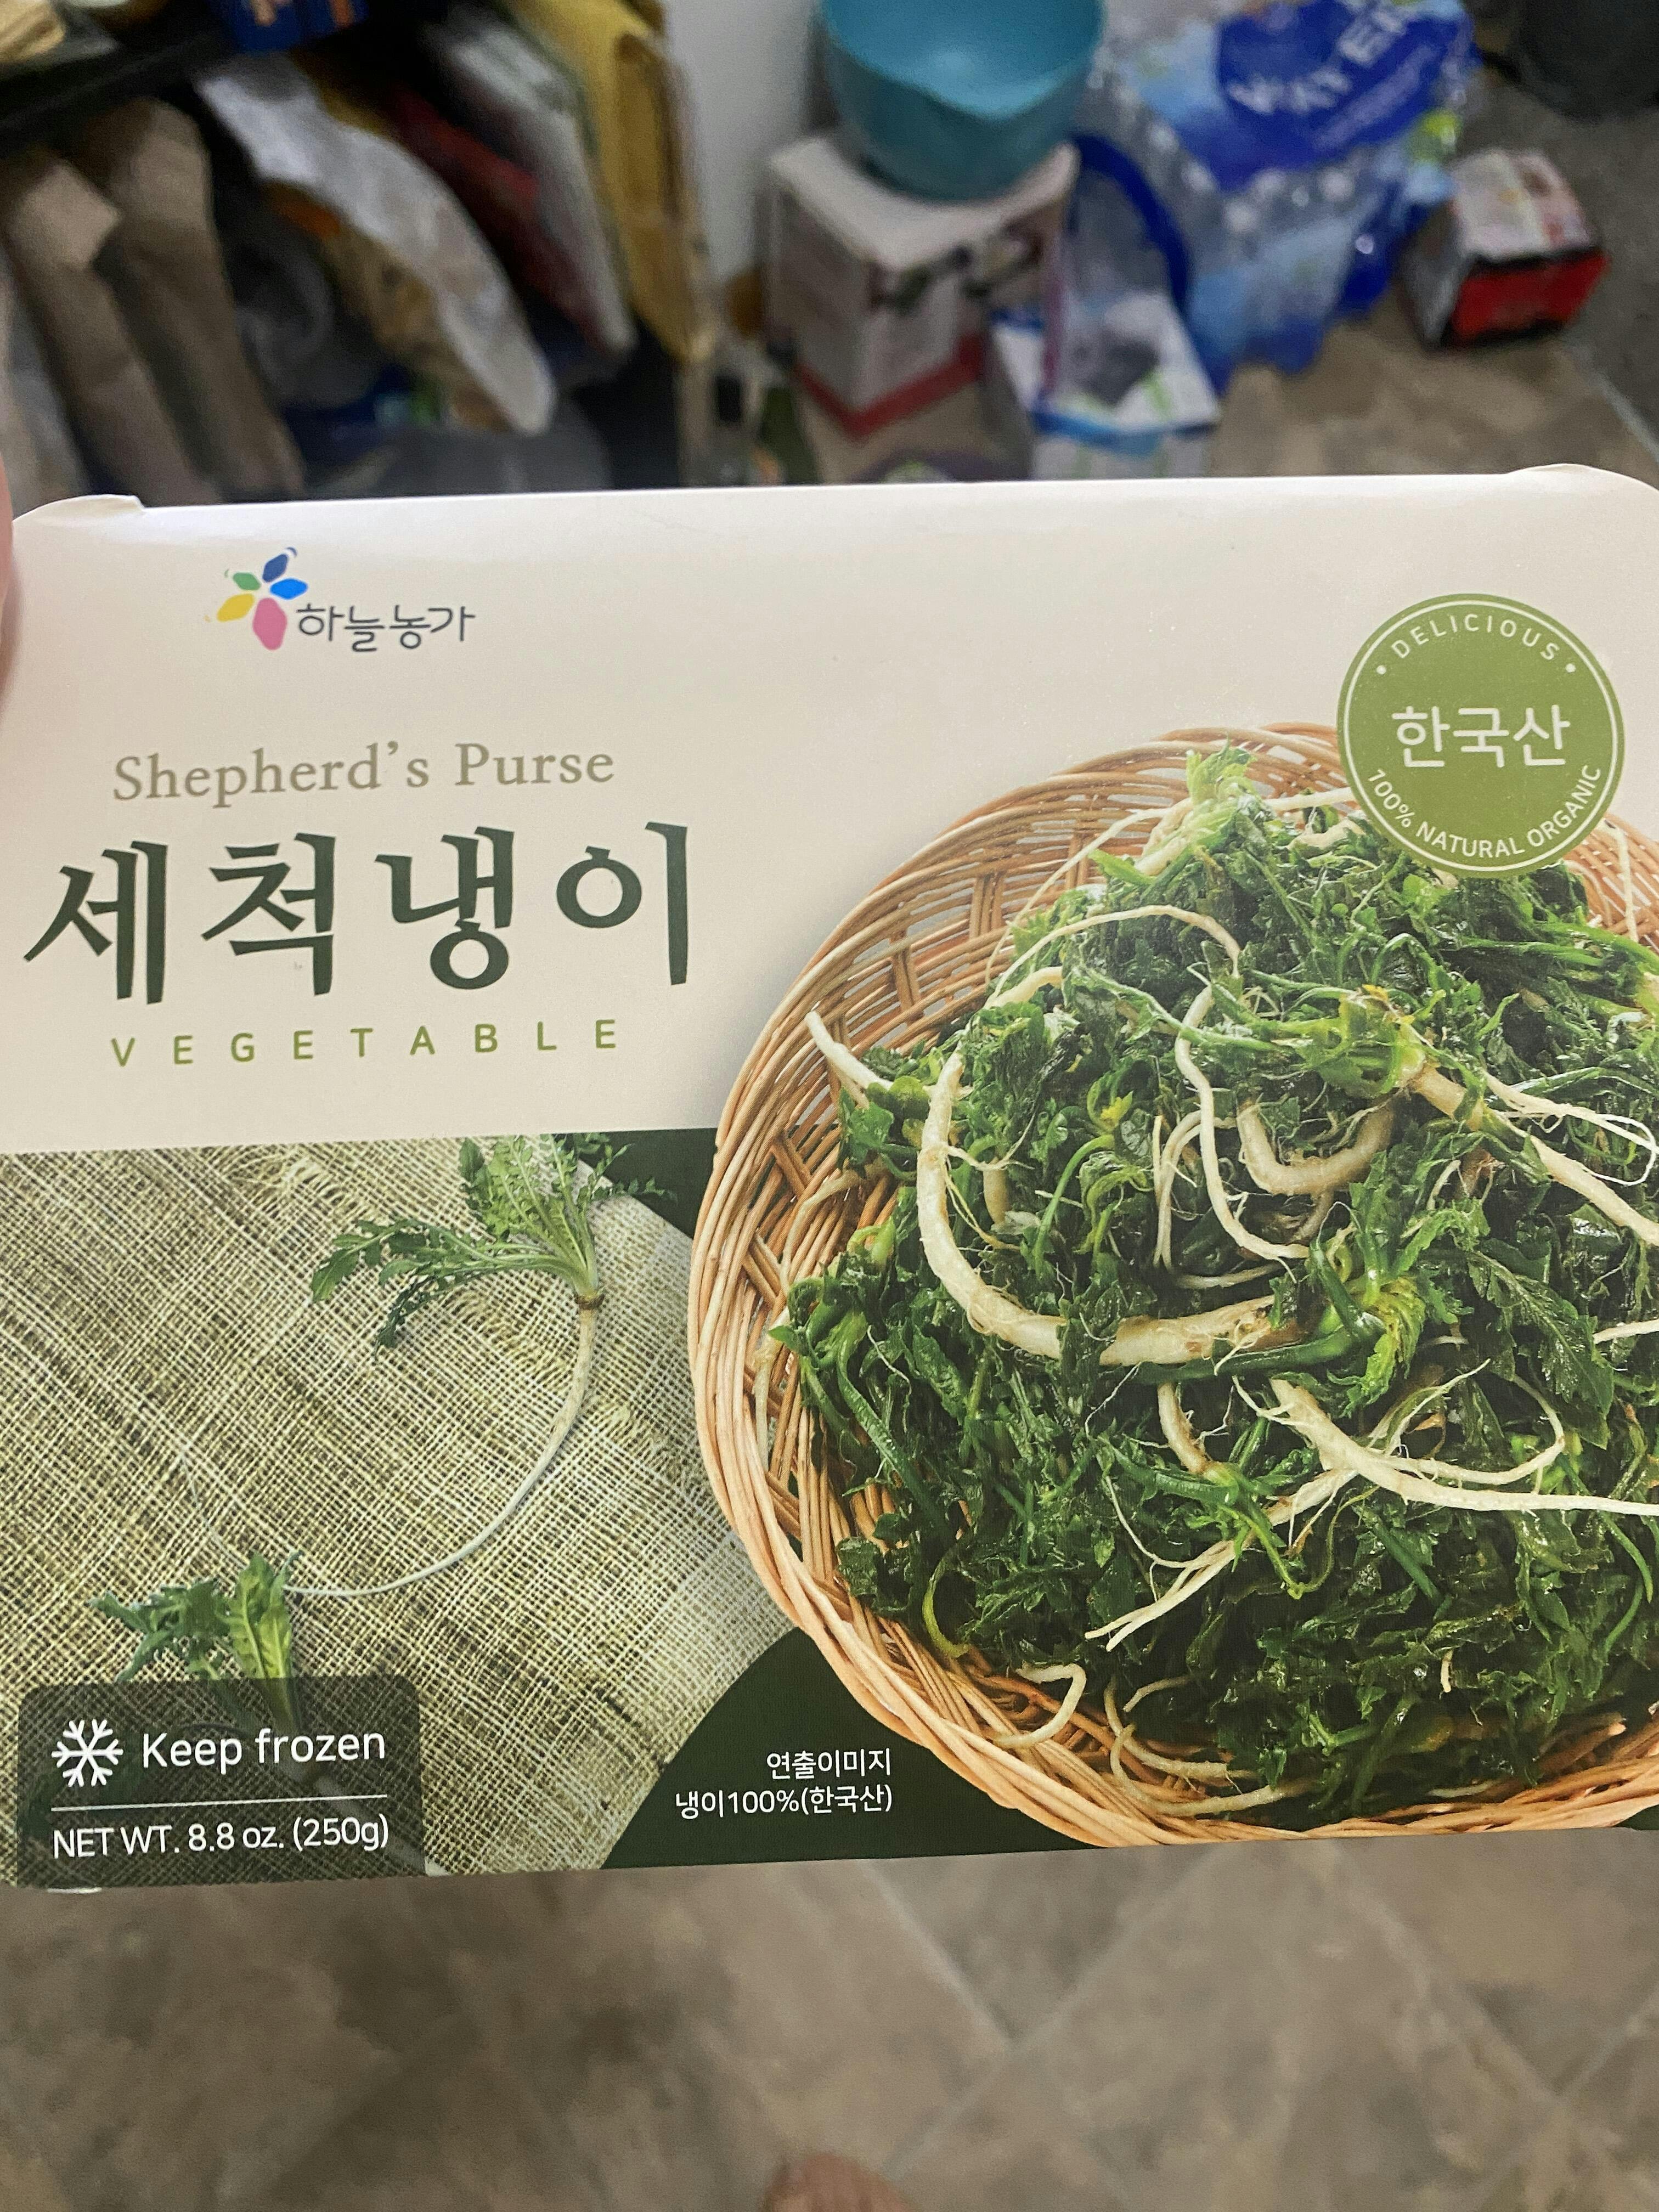 WATER
하늘농가
DELICIOUS
한국산
100% NATURAL ORGANIC
Shepherd's Purse
세척냉이
VEGETABLE
Keep frozen
NET WT. 8.8 oz. (250g)
연출이미지
냉이100%(한국산)